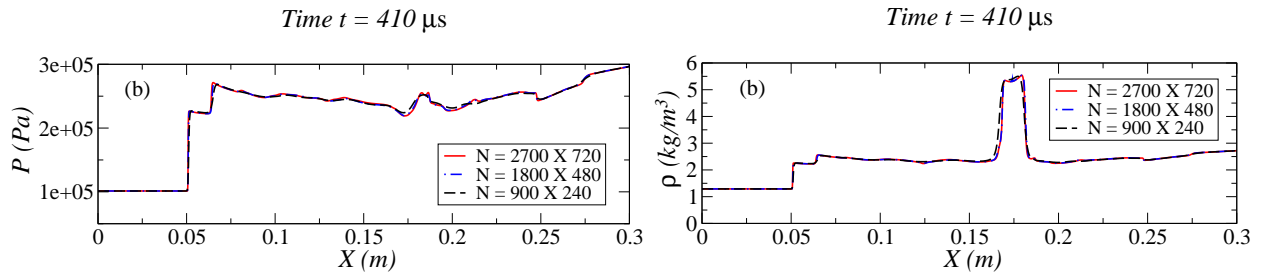 Time t = 410 μs
3e+05
2e+05
1e+05
P (Pa)
(b)
N = 2700 X 720
N = 1800 X 480
N = 900 X 240
0 0.05 0.1 0.15 0.2 0.25 0.3
X (m)
Time t = 410 μs
6
5
4
3
2
1
0
ρ (kg/m³)
(b)
N = 2700 X 720
N = 1800 X 480
N = 900 X 240
0 0.05 0.1 0.15 0.2 0.25 0.3
X (m)